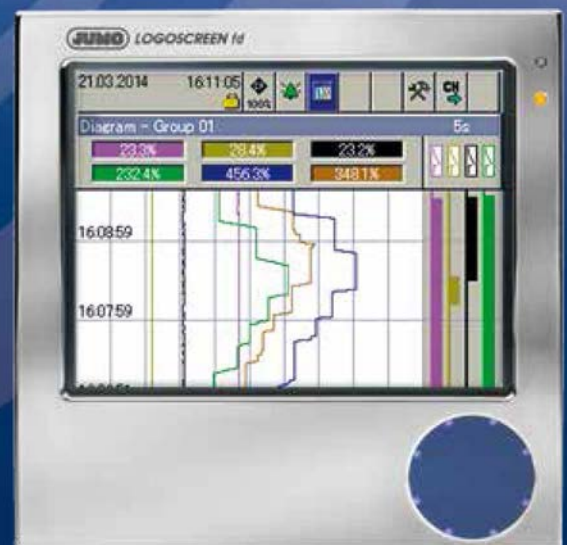 JUMO LOGOSCREEN fd
21.03.2014 16:11:05 100% CH
Diagram - Group 01 5s
23.3% 28.4% 23.2%
232.4% 456.3% 348.1%
16:08:59
16:07:59